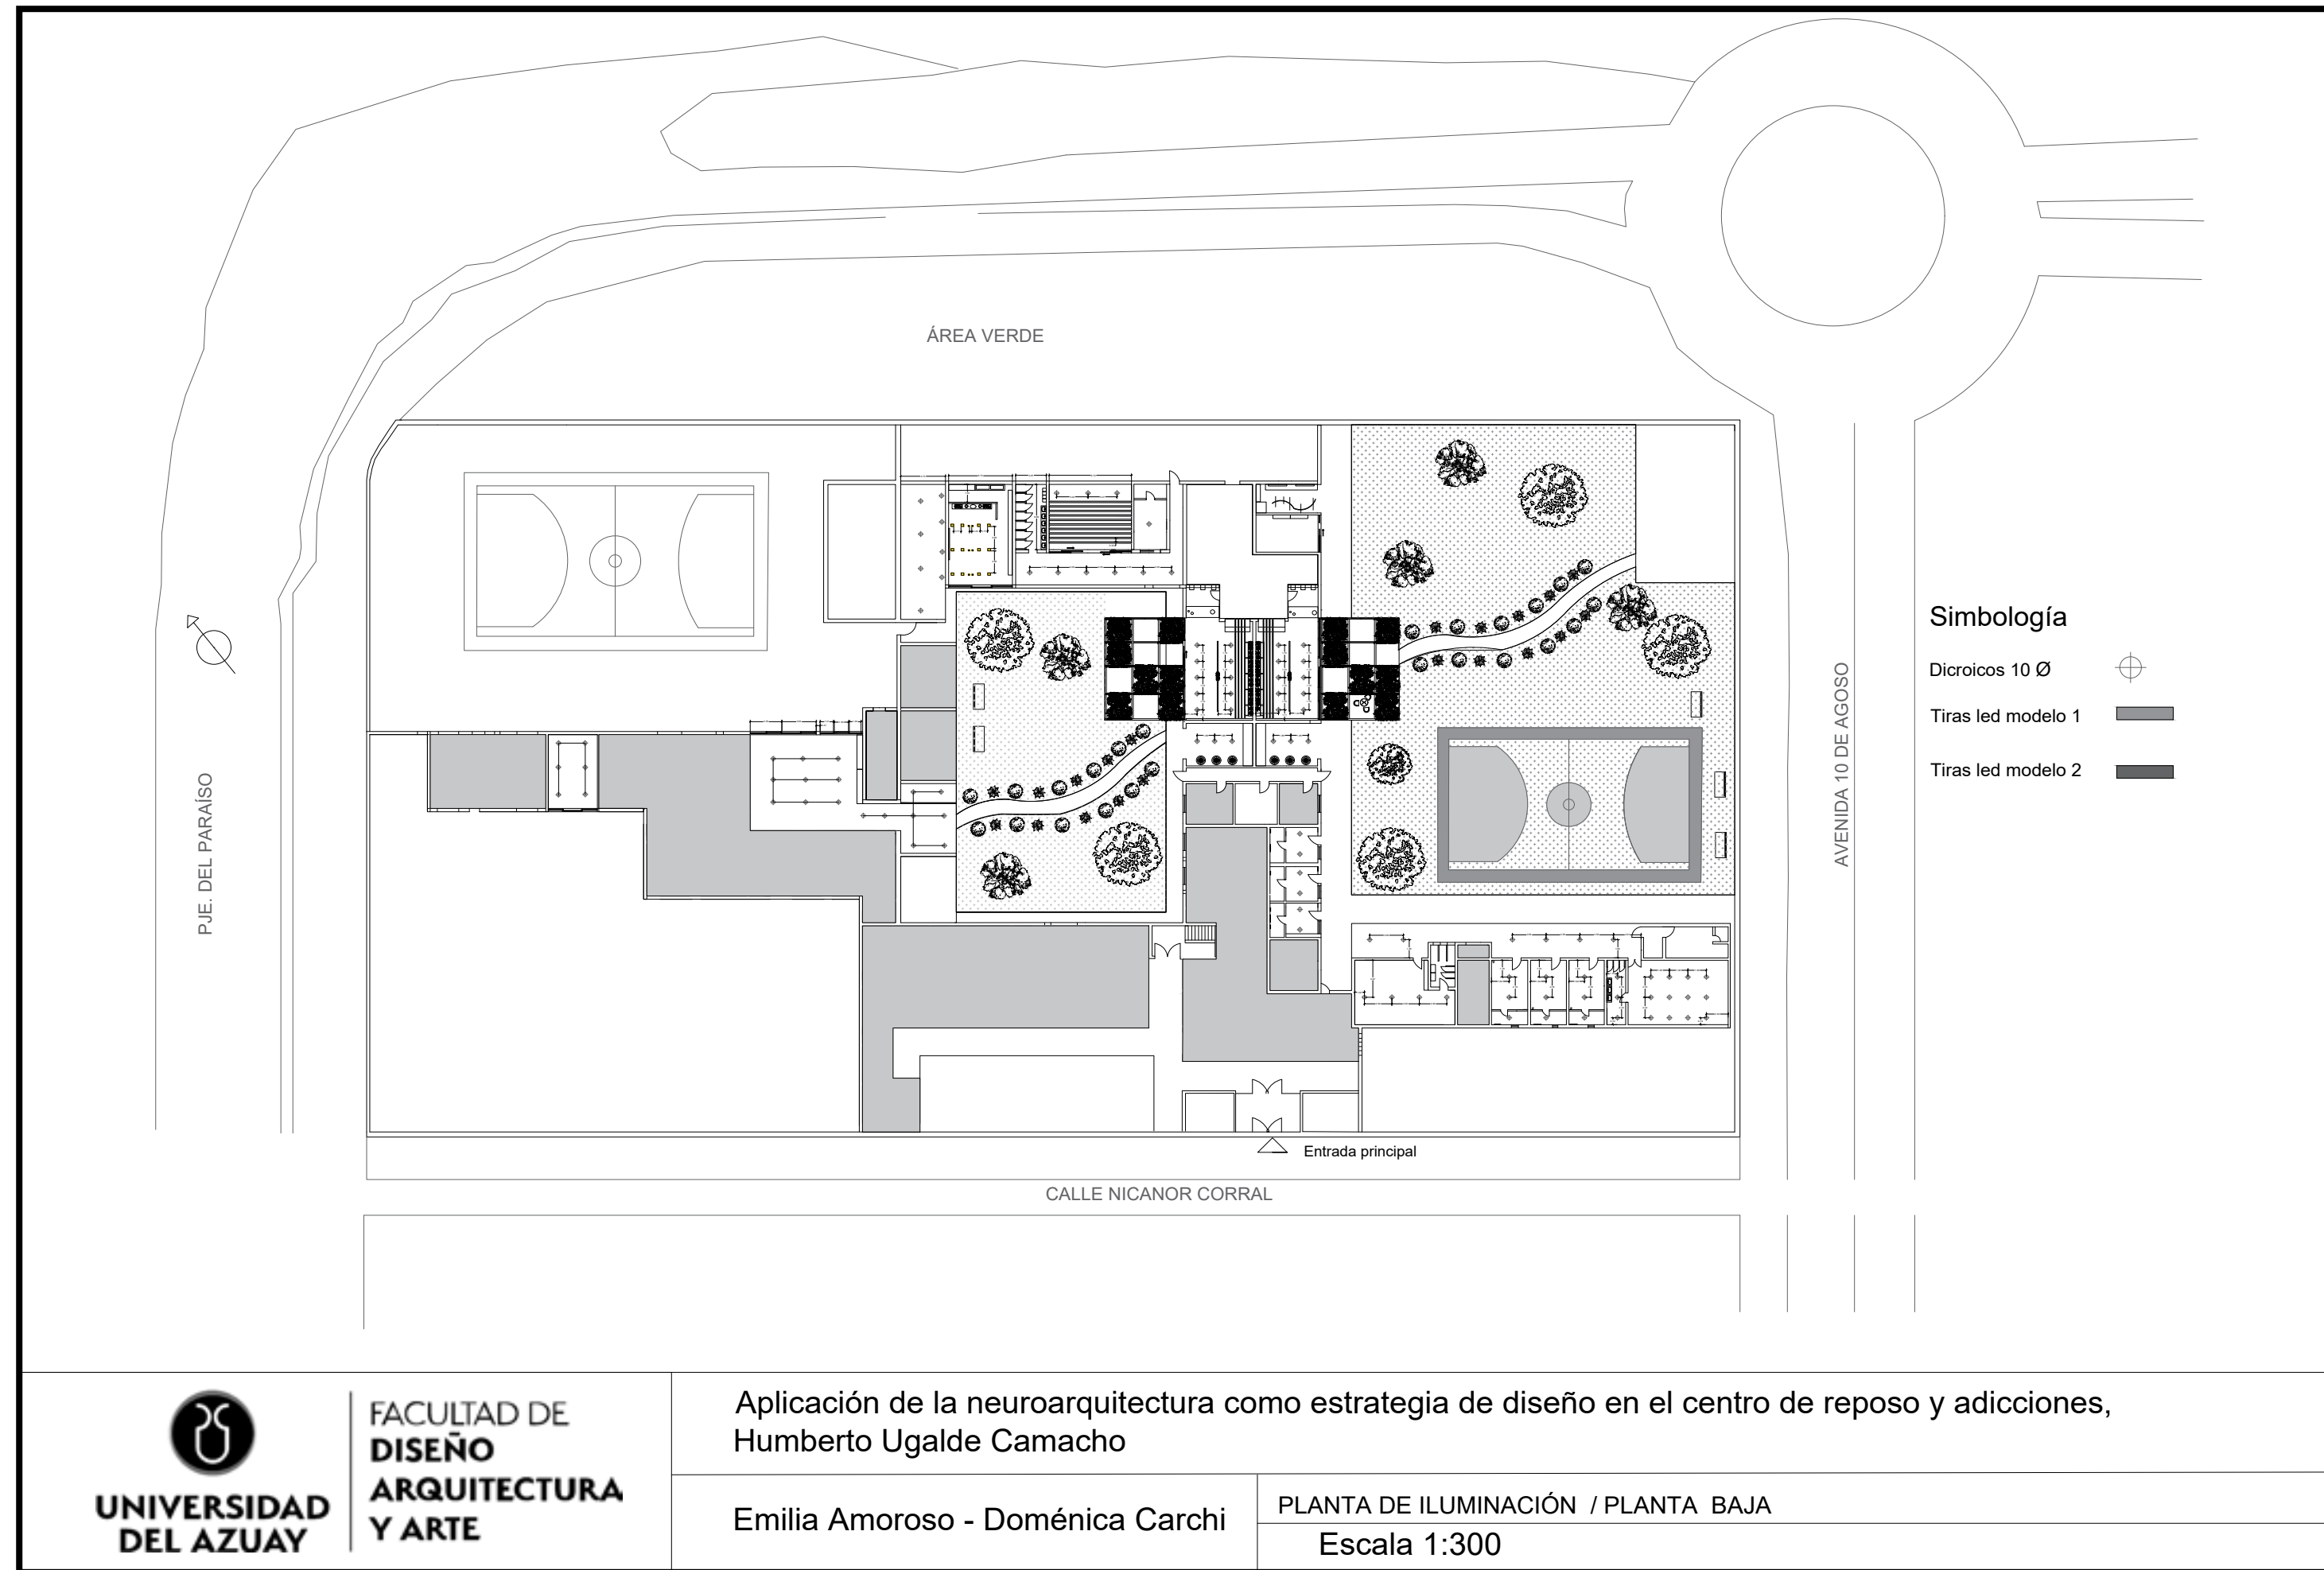 ÁREA VERDE
PJE. DEL PARAÍSO
AVENIDA 10 DE AGOSO
Simbología
Dicroicos 10 Ø
Tiras led modelo 1
Tiras led modelo 2
Entrada principal
CALLE NICANOR CORRAL
UNIVERSIDAD
DEL AZUAY
FACULTAD DE
DISEÑO
ARQUITECTURA
Y ARTE
Aplicación de la neuroarquitectura como estrategia de diseño en el centro de reposo y adicciones,
Humberto Ugalde Camacho
Emilia Amoroso - Doménica Carchi
PLANTA DE ILUMINACIÓN / PLANTA BAJA
Escala 1:300